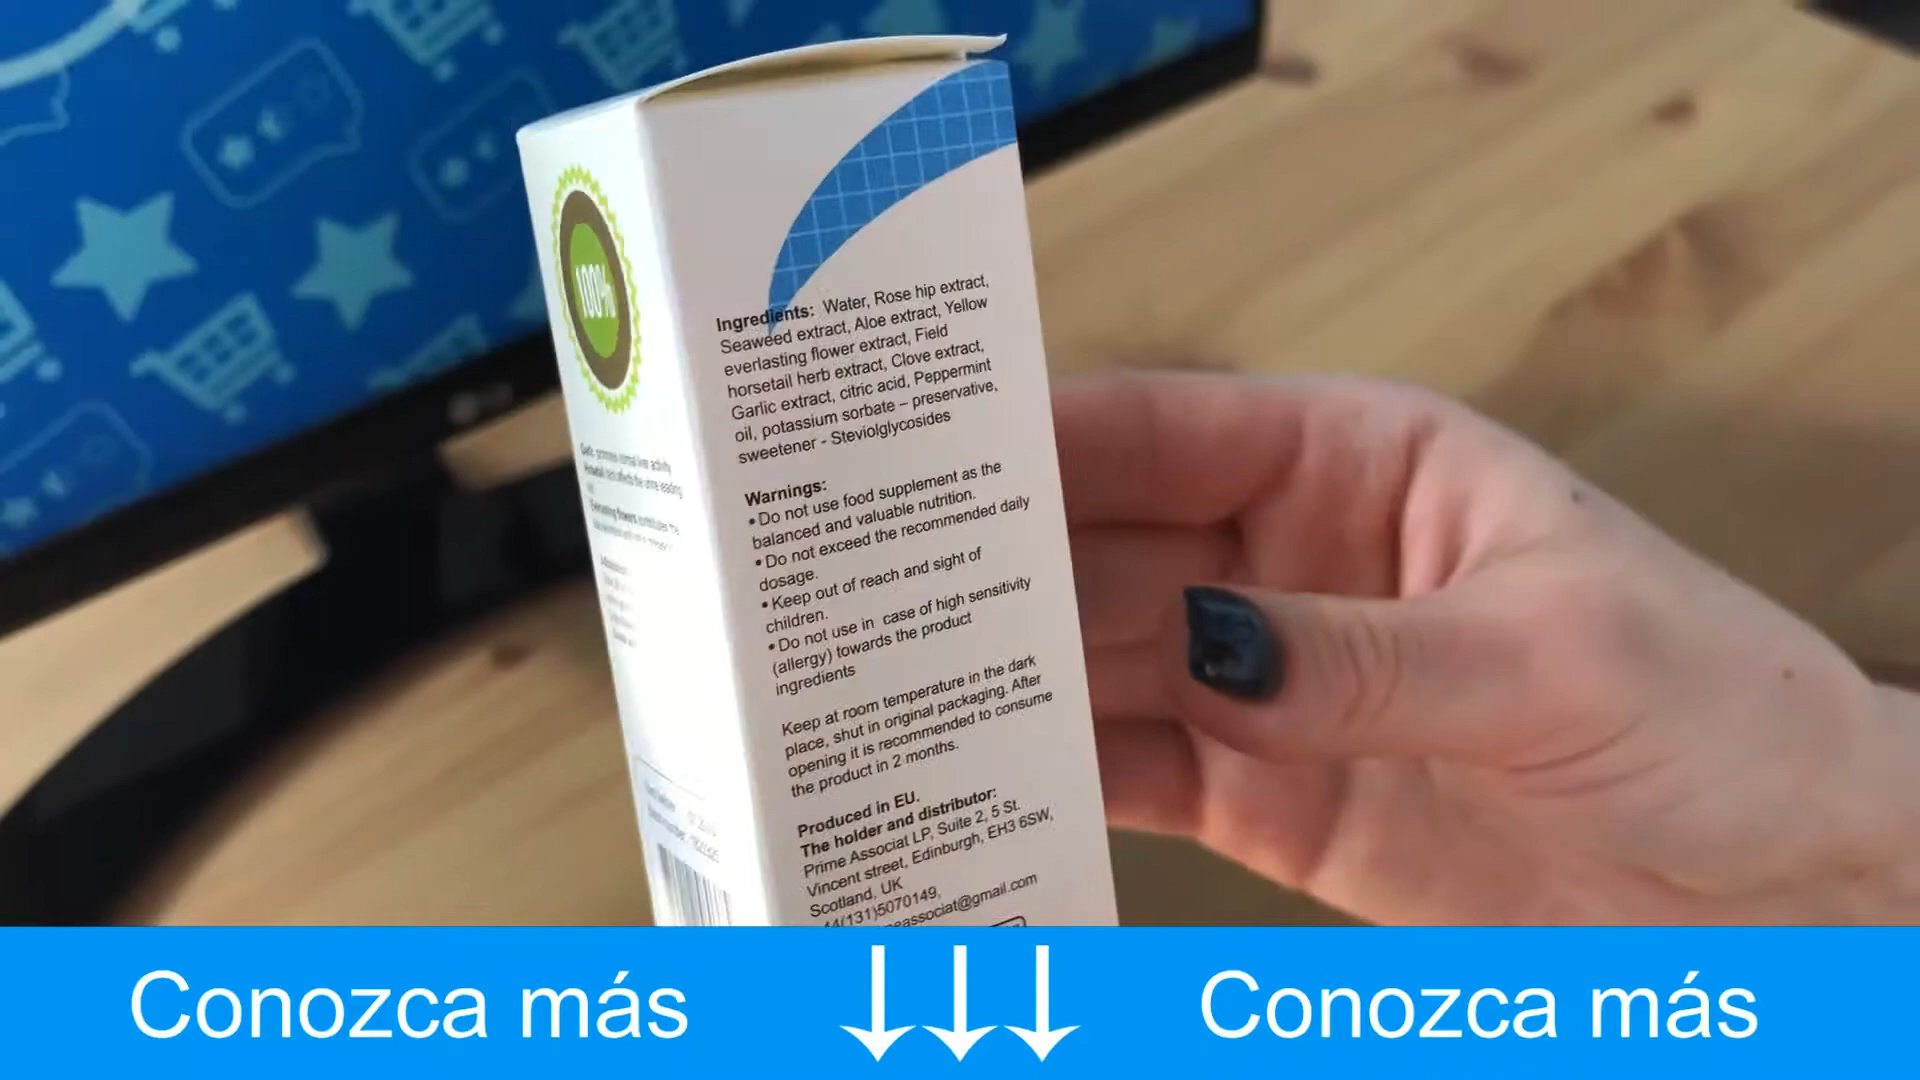 100%
Ingredients: Water, Rose hip extract,
Seaweed extract, Aloe extract, Yellow
everlasting flower extract, Field
horsetail herb extract, Clove extract,
Garlic extract, citric acid, Peppermint
oil, potassium sorbate – preservative,
sweetener - Steviolglycosides
Warnings:
• Do not use food supplement as the
balanced and valuable nutrition.
• Do not exceed the recommended daily
dosage.
• Keep out of reach and sight of
children.
• Do not use in case of high sensitivity
(allergy) towards the product
ingredients
Keep at room temperature in the dark
place, shut in original packaging. After
opening it is recommended to consume
the product in 2 months.
Produced in EU.
The holder and distributor:
Prime Associat LP, Suite 2, 5 St.
Vincent street, Edinburgh, EH3 6SW,
Scotland, UK
44(131)5070149,
Conozca más
Conozca más